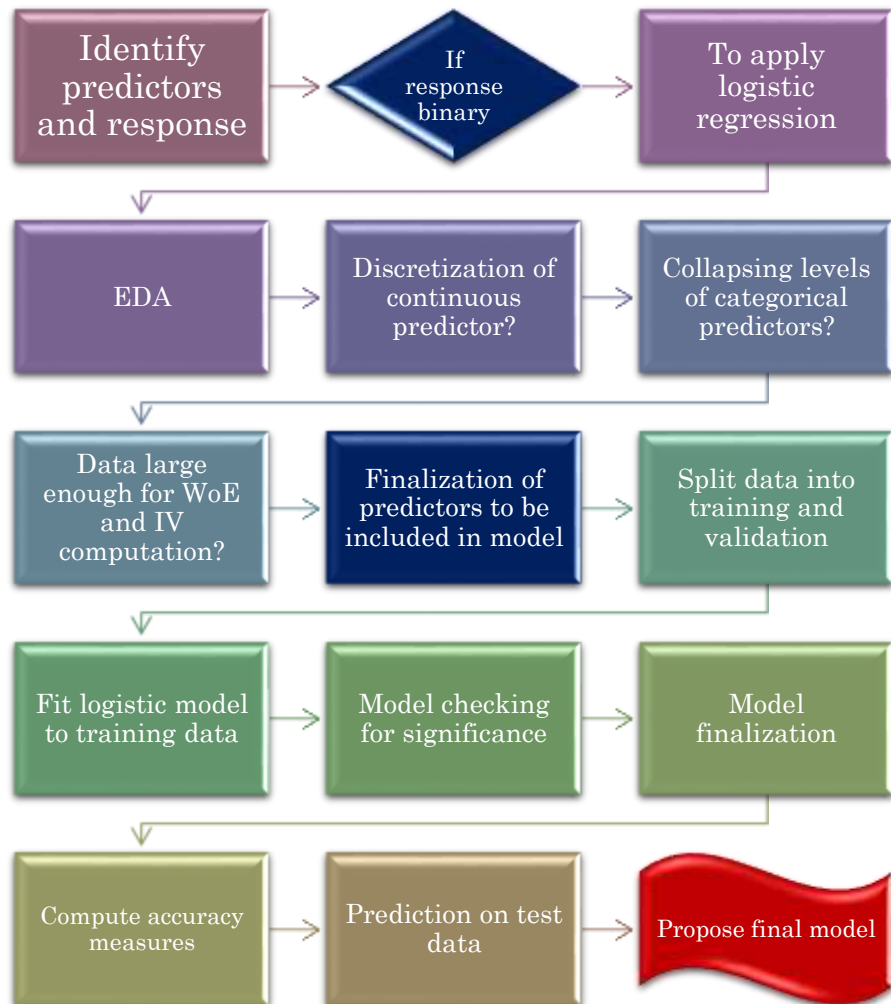 Identify
predictors
and response
If
response
binary
To apply
logistic
regression
EDA
Discretization of
continuous
predictor?
Collapsing levels
of categorical
predictors?
Data large
enough for WoE
and IV
computation?
Finalization of
predictors to be
included in model
Split data into
training and
validation
Fit logistic model
to training data
Model checking
for significance
Model
finalization
Compute accuracy
measures
Prediction on test
data
Propose final model